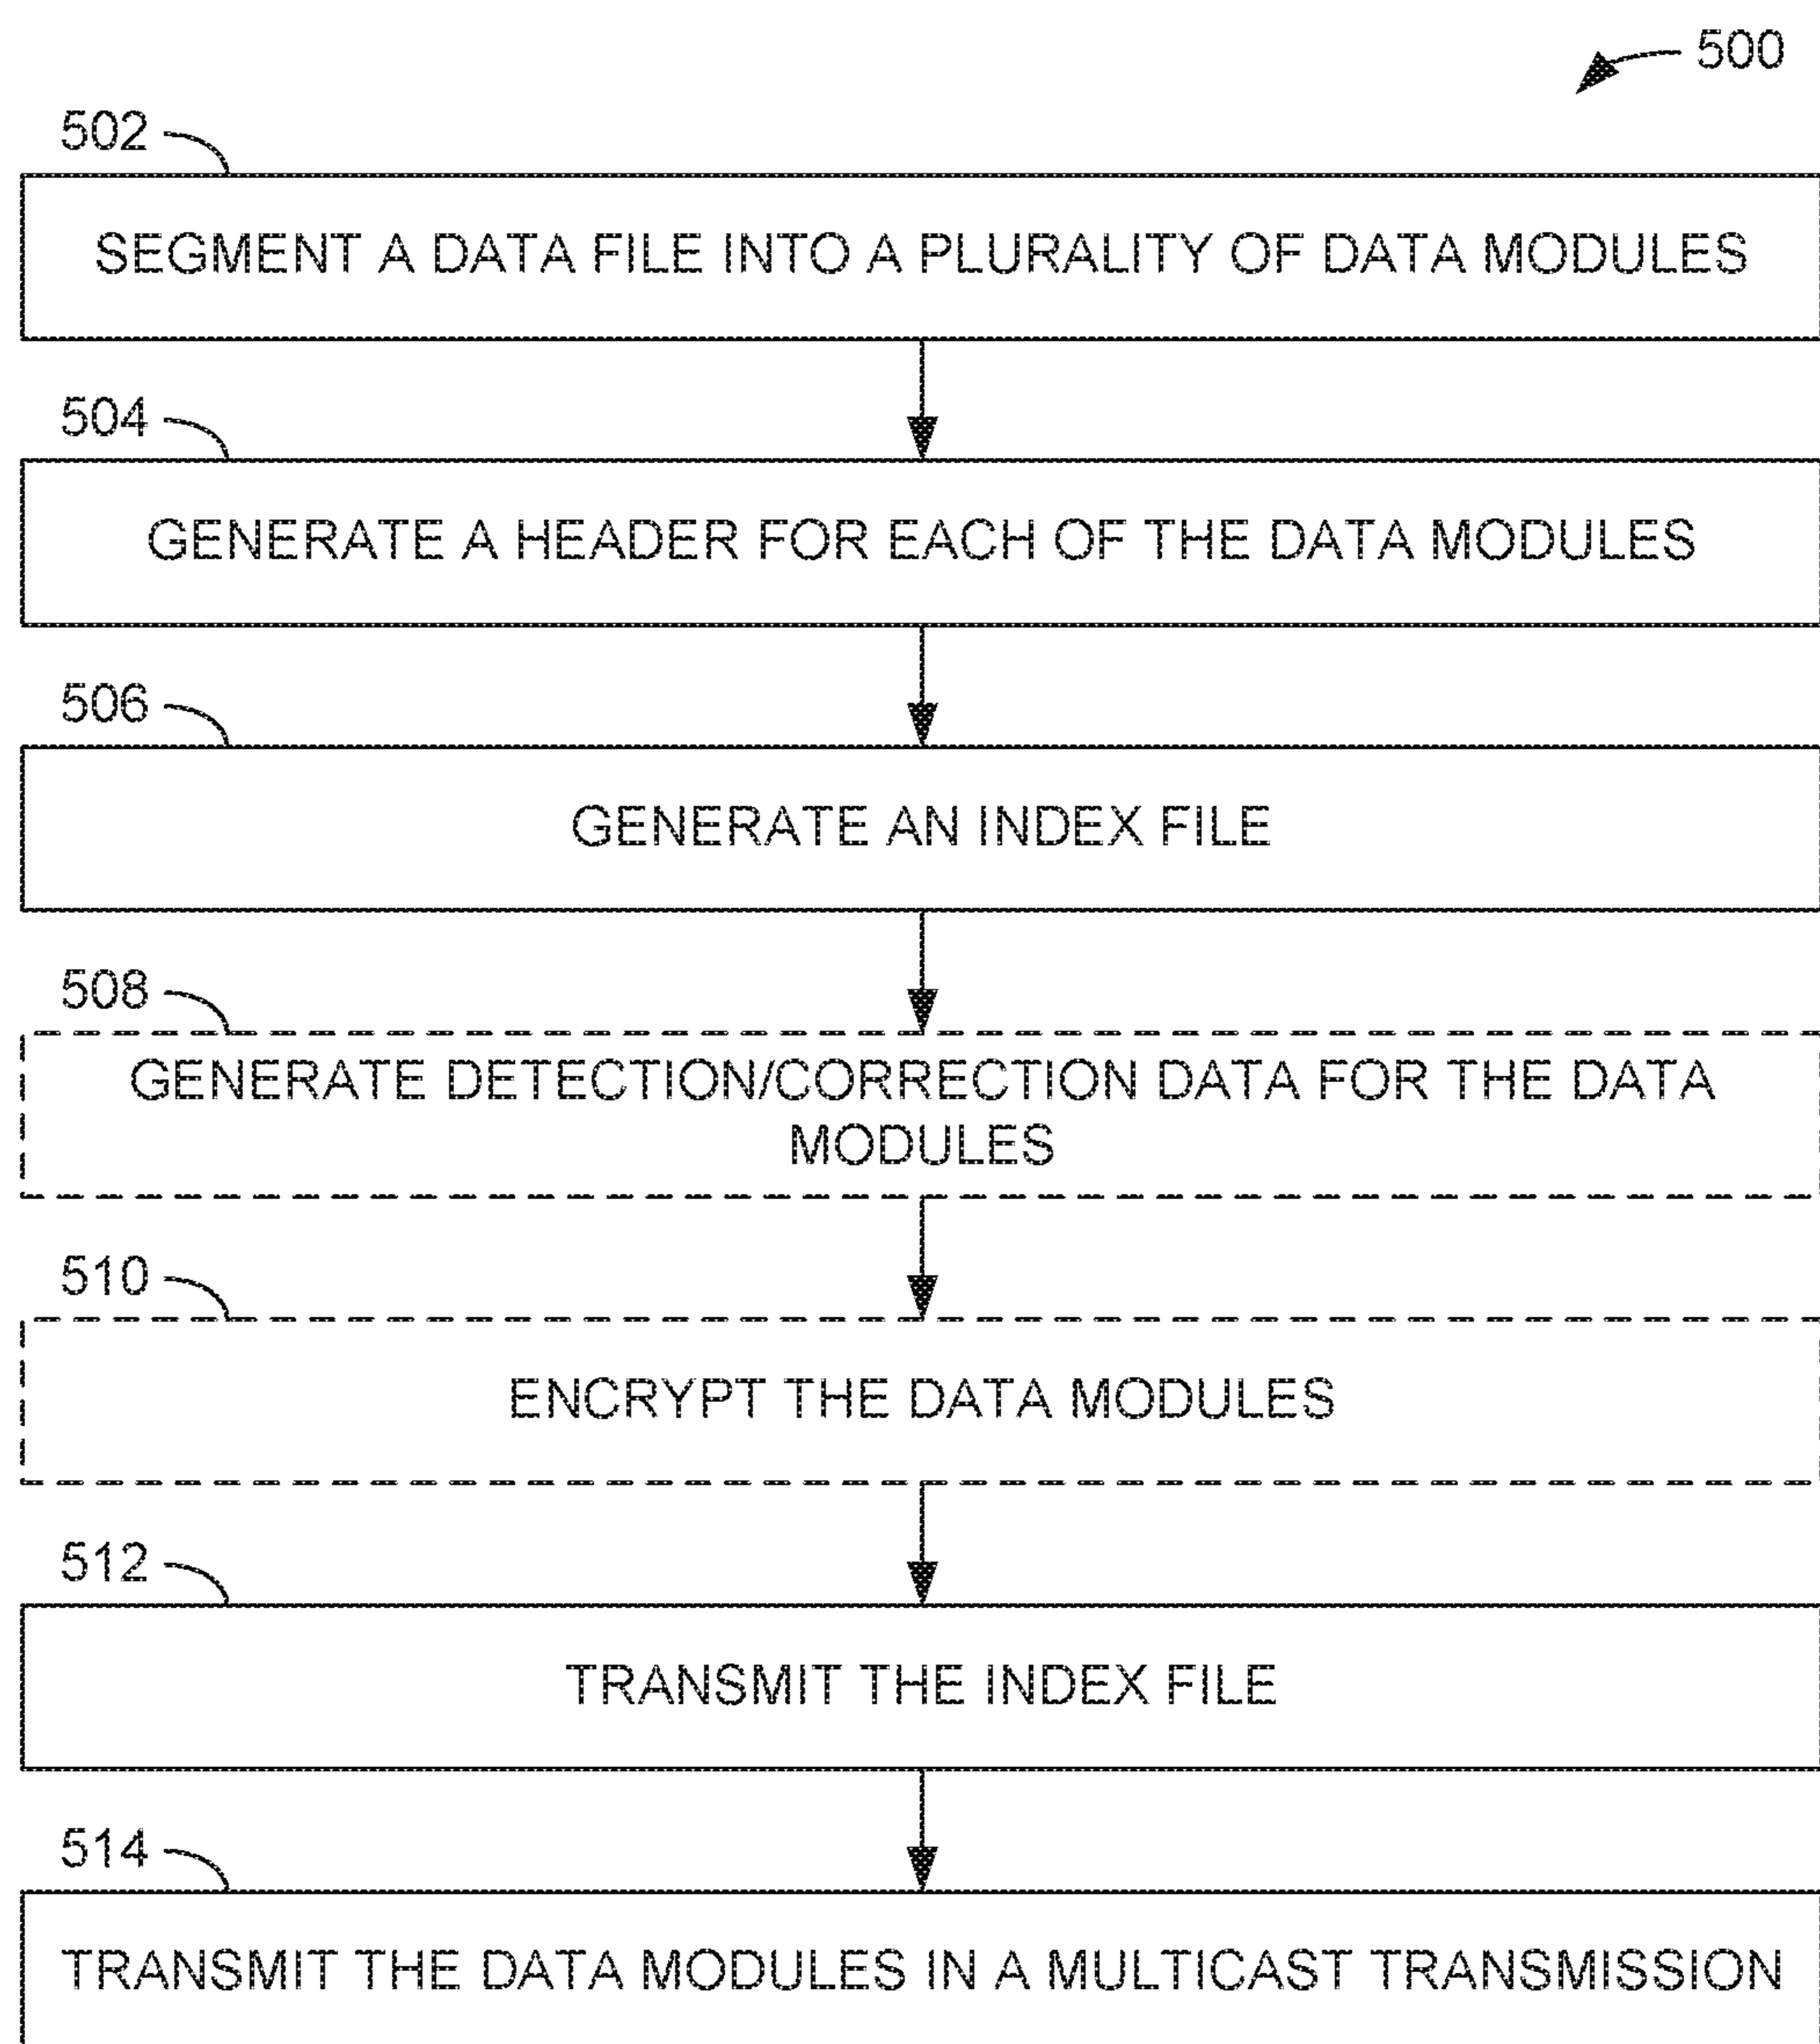 500
502
SEGMENT A DATA FILE INTO A PLURALITY OF DATA MODULES
504
GENERATE A HEADER FOR EACH OF THE DATA MODULES
506
GENERATE AN INDEX FILE
508
GENERATE DETECTION/CORRECTION DATA FOR THE DATA
MODULES
510
ENCRYPT THE DATA MODULES
512
TRANSMIT THE INDEX FILE
514
TRANSMIT THE DATA MODULES IN A MULTICAST TRANSMISSION